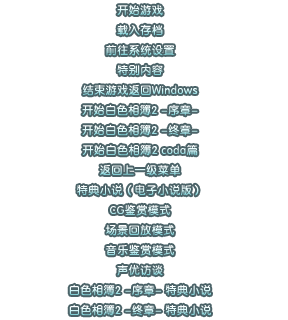 开始游戏
载入存档
前往系统设置
特别内容
结束游戏返回Windows
开始白色相簿2 -序章-
开始白色相簿2 -终章-
开始白色相簿2 coda篇
返回上一级菜单
特典小说（电子小说版）
CG鉴赏模式
场景回放模式
音乐鉴赏模式
声优访谈
白色相簿2 -序章- 特典小说
白色相簿2 -终章- 特典小说